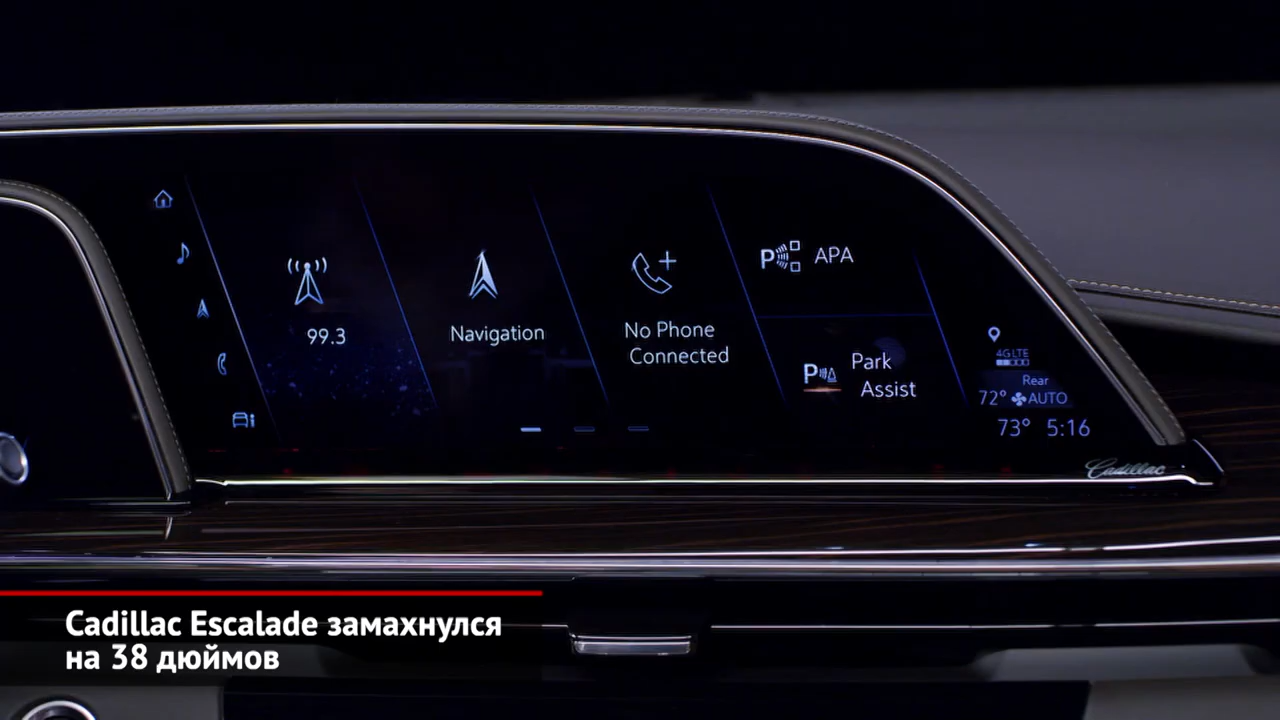 99.3
Navigation
No Phone
Connected
P APA
P Park
Assist
4G LTE
Rear
72° AUTO
73° 5:16
Cadillac
Cadillac Escalade замахнулся
на 38 дюймов